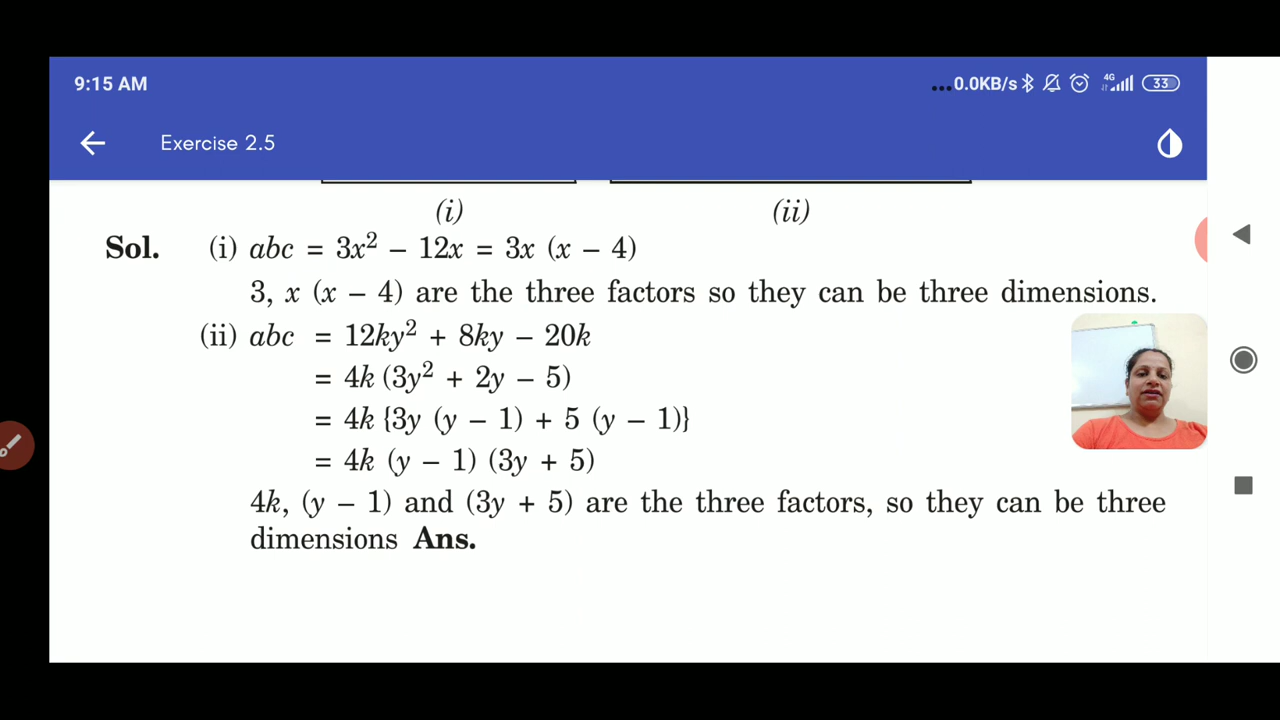 9:15 AM
...0.0KB/s 4G 33
Exercise 2.5
(i) (ii)
Sol. (i) abc = 3x² − 12x = 3x (x − 4)
3, x (x − 4) are the three factors so they can be three dimensions.
(ii) abc = 12ky² + 8ky − 20k
= 4k (3y² + 2y − 5)
= 4k {3y (y − 1) + 5 (y − 1)}
= 4k (y − 1) (3y + 5)
4k, (y − 1) and (3y + 5) are the three factors, so they can be three
dimensions Ans.